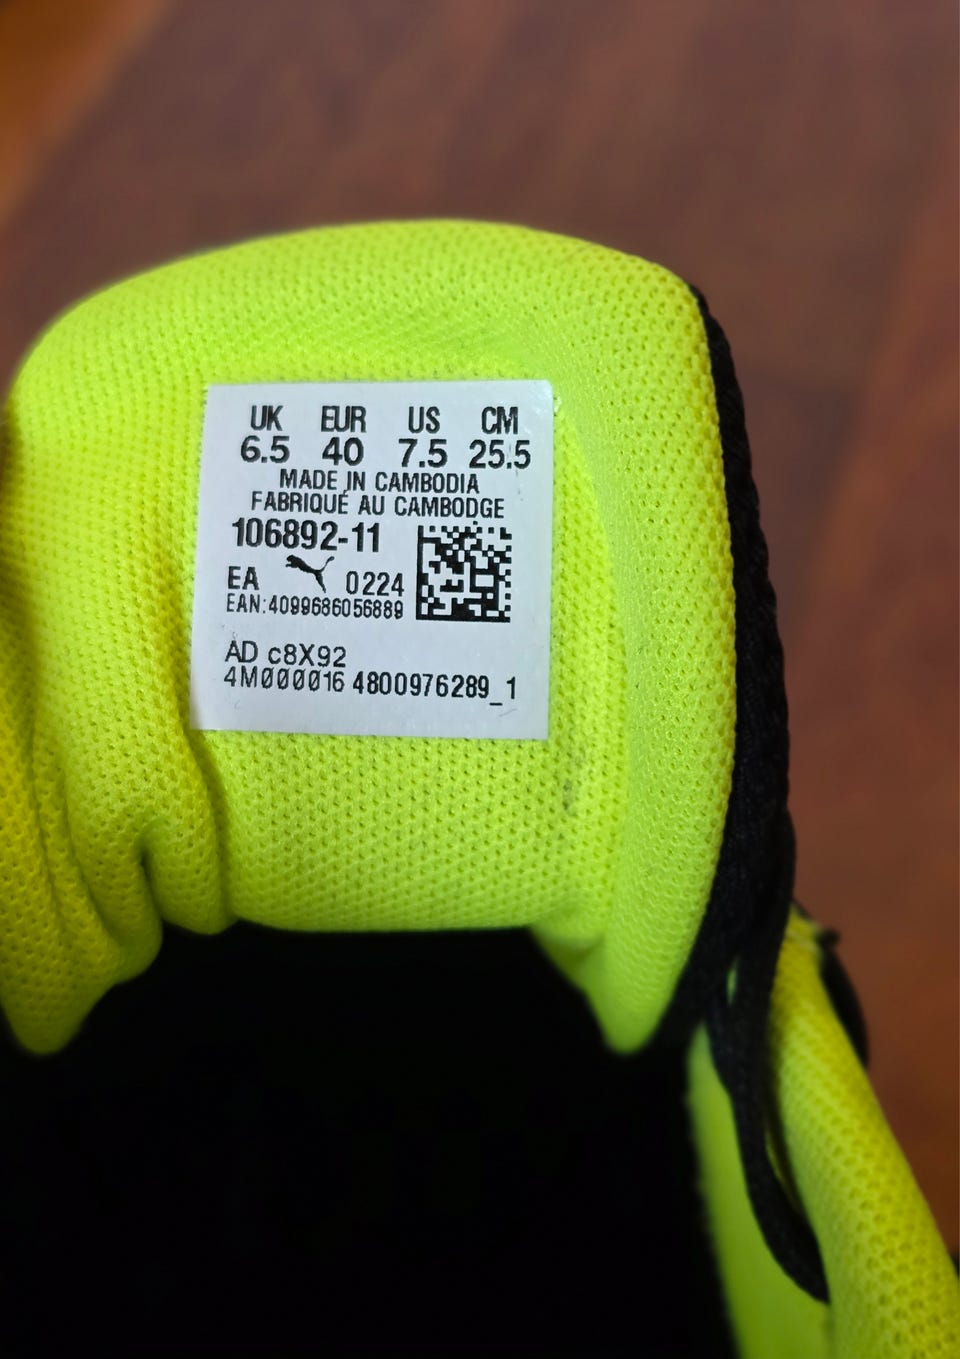 UK EUR US CM
6.5 40 7.5 25.5
MADE IN CAMBODIA
FABRIQUÉ AU CAMBODGE
106892-11
EA 0224
EAN:4099686056889
AD c8X92
4M000016 4800976289_1